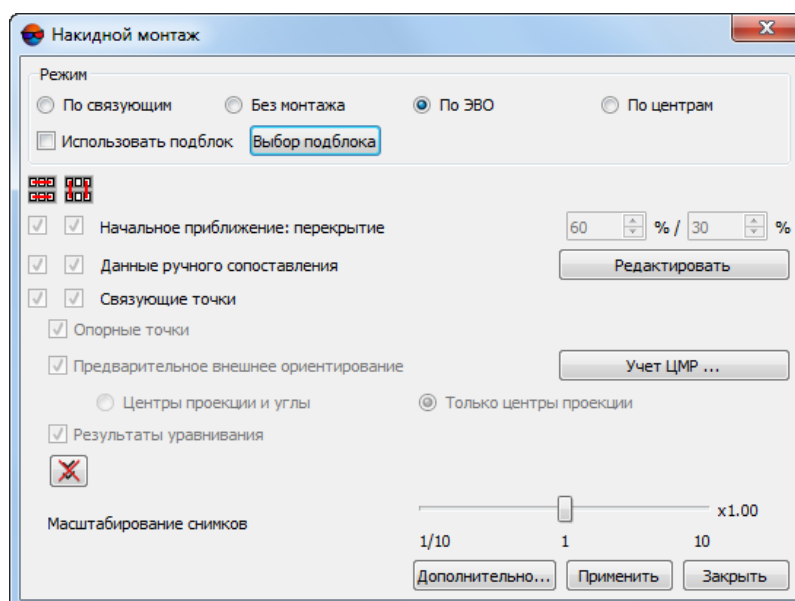 Накидной монтаж
Режим
По связующим Без монтажа По ЭВО По центрам
Использовать подблок Выбор подблока
Начальное приближение: перекрытие 60 % / 30 %
Данные ручного сопоставления Редактировать
Связующие точки
Опорные точки
Предварительное внешнее ориентирование Учет ЦМР ...
Центры проекции и углы Только центры проекции
Результаты уравнивания
Масштабирование снимков x1.00
1/10 1 10
Дополнительно... Применить Закрыть